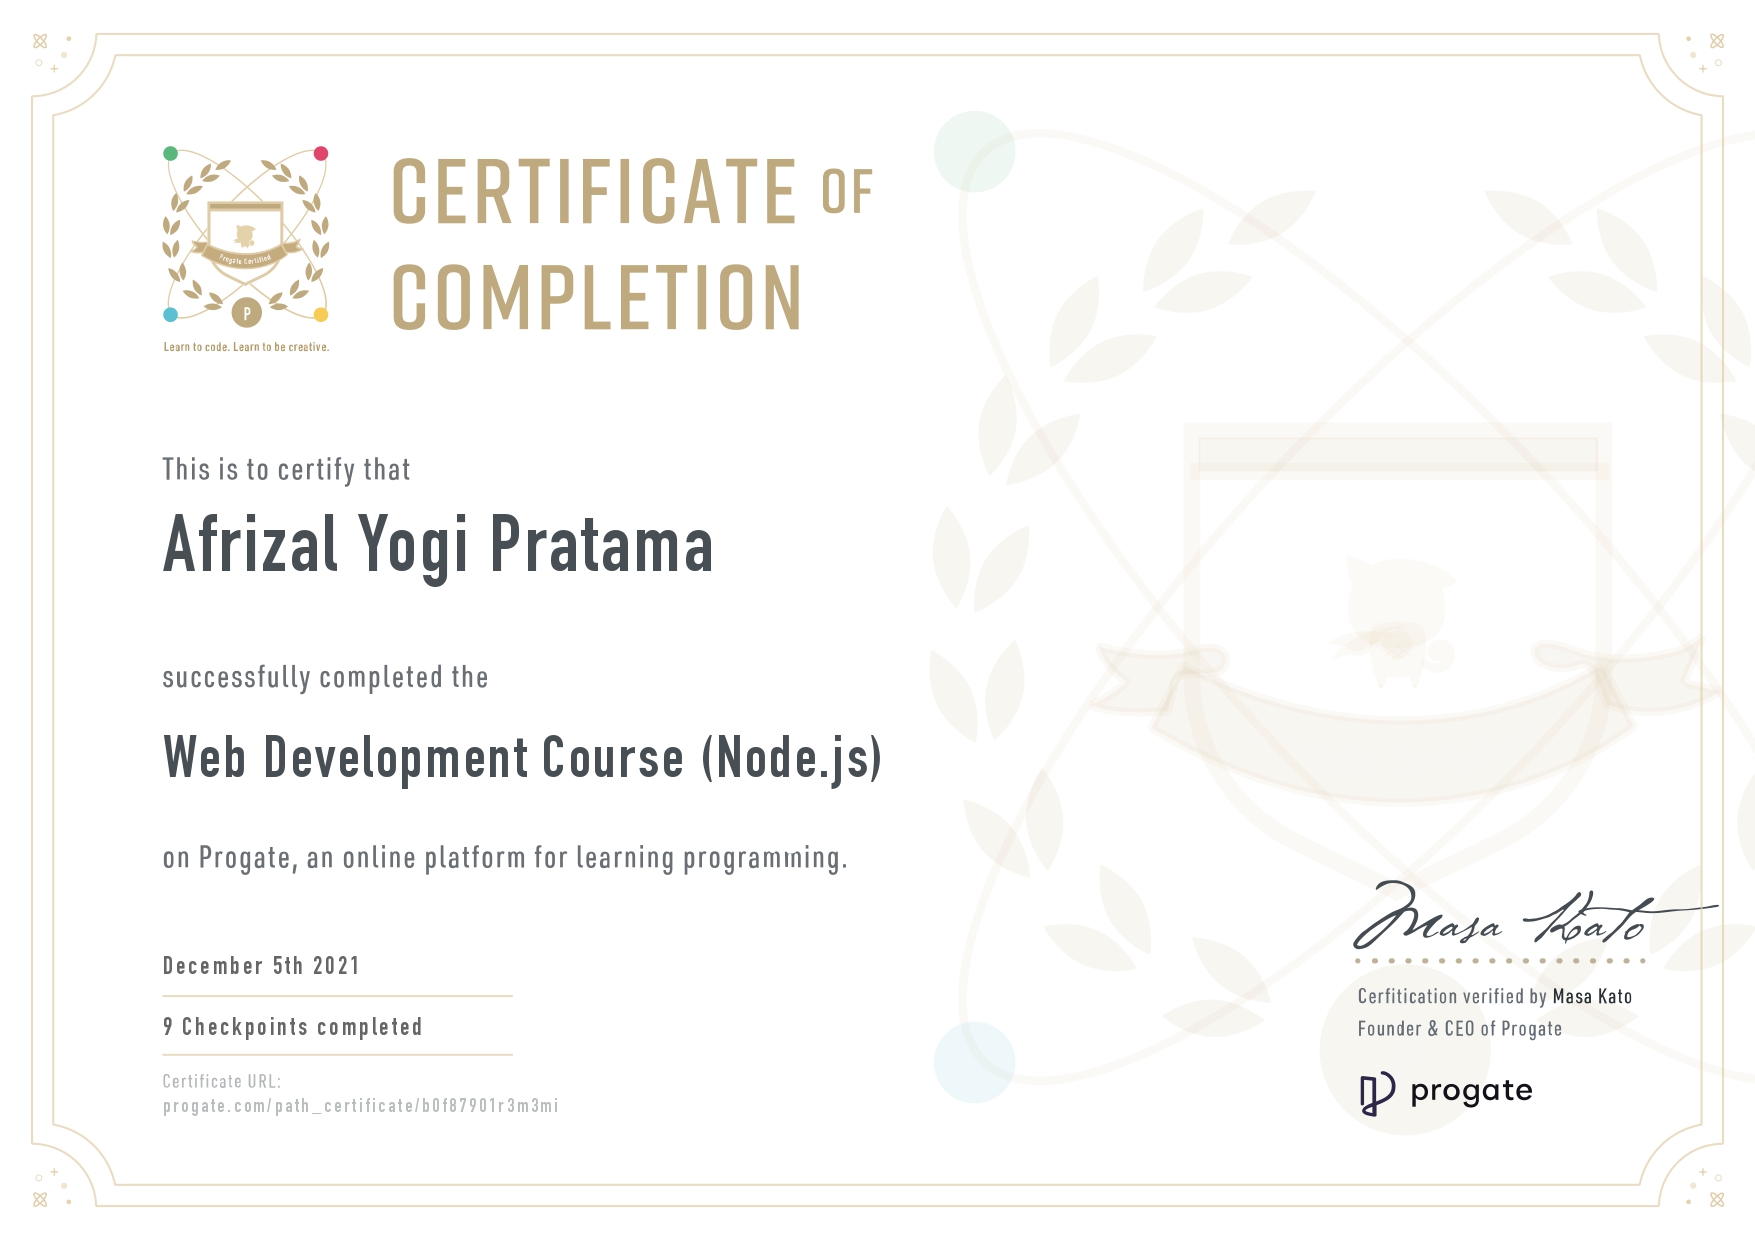 CERTIFICATE OF
COMPLETION
Progate Certified
P
Learn to code. Learn to be creative.
This is to certify that
Afrizal Yogi Pratama
successfully completed the
Web Development Course (Node.js)
on Progate, an online platform for learning programming.
December 5th 2021
9 Checkpoints completed
Certificate URL:
progate.com/path_certificate/b0f87901r3m3mi
Masa Kato
Cerfitication verified by Masa Kato
Founder & CEO of Progate
progate